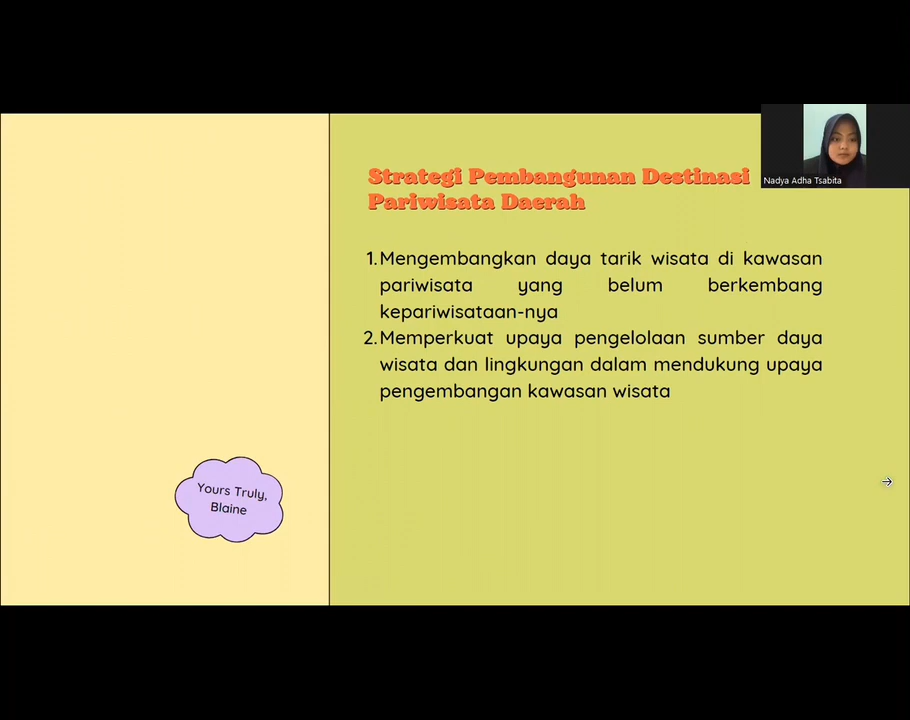 Strategi Pembangunan Destinasi
Pariwisata Daerah
Nadya Adha Tsabita
1. Mengembangkan daya tarik wisata di kawasan
pariwisata yang belum berkembang
kepariwisataan-nya
2. Memperkuat upaya pengelolaan sumber daya
wisata dan lingkungan dalam mendukung upaya
pengembangan kawasan wisata
Yours Truly,
Blaine